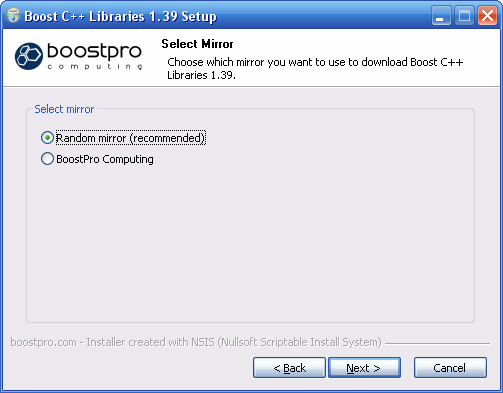 Boost C++ Libraries 1.39 Setup
boostpro
computing
Select Mirror
Choose which mirror you want to use to download Boost C++
Libraries 1.39.
Select mirror
Random mirror (recommended)
BoostPro Computing
boostpro.com - Installer created with NSIS (Nullsoft Scriptable Install System)
< Back
Next >
Cancel